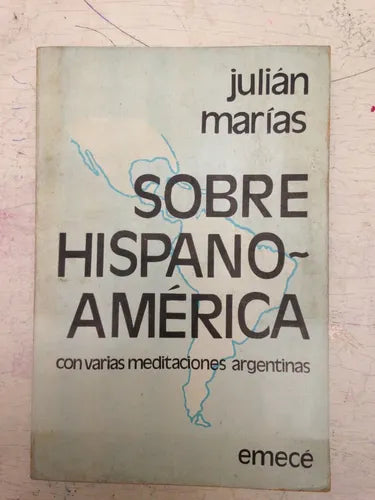 julián
marías
SOBRE
HISPANO-
AMÉRICA
con varias meditaciones argentinas
emecé